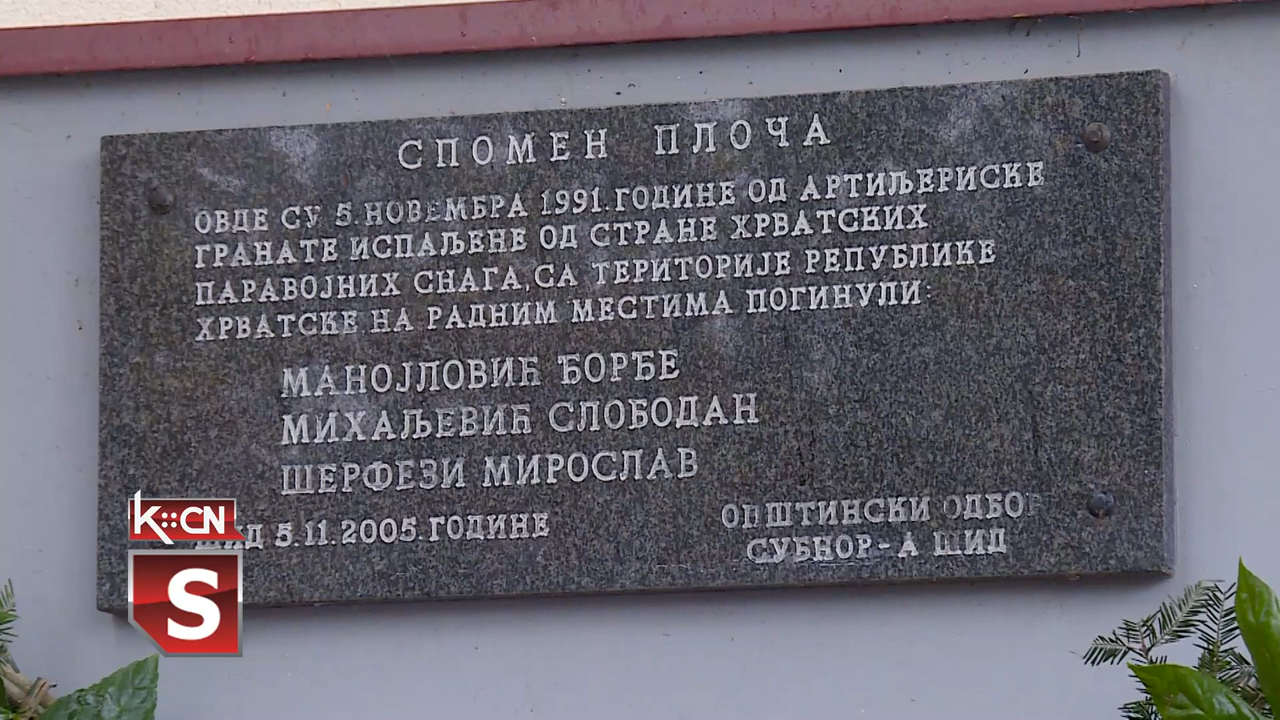 СПОМЕН ПЛОЧА
ОВДЕ СУ 5. НОВЕМБРА 1991. ГОДИНЕ ОД АРТИЉЕРИСКЕ
ГРАНАТЕ ИСПАЉЕНЕ ОД СТРАНЕ ХРВАТСКИХ
ПАРАВОЈНИХ СНАГА, СА ТЕРИТОРИЈЕ РЕПУБЛИКЕ
ХРВАТСКЕ НА РАДНИМ МЕСТИМА ПОГИНУЛИ:
МАНОЈЛОВИЋ ЂОРЂЕ
МИХАЉЕВИЋ СЛОБОДАН
ШЕРФЕЗИ МИРОСЛАВ
5.11.2005. ГОДИНЕ
ОПШТИНСКИ ОДБОР
СУБНОР-А ШИД
K::CN
S